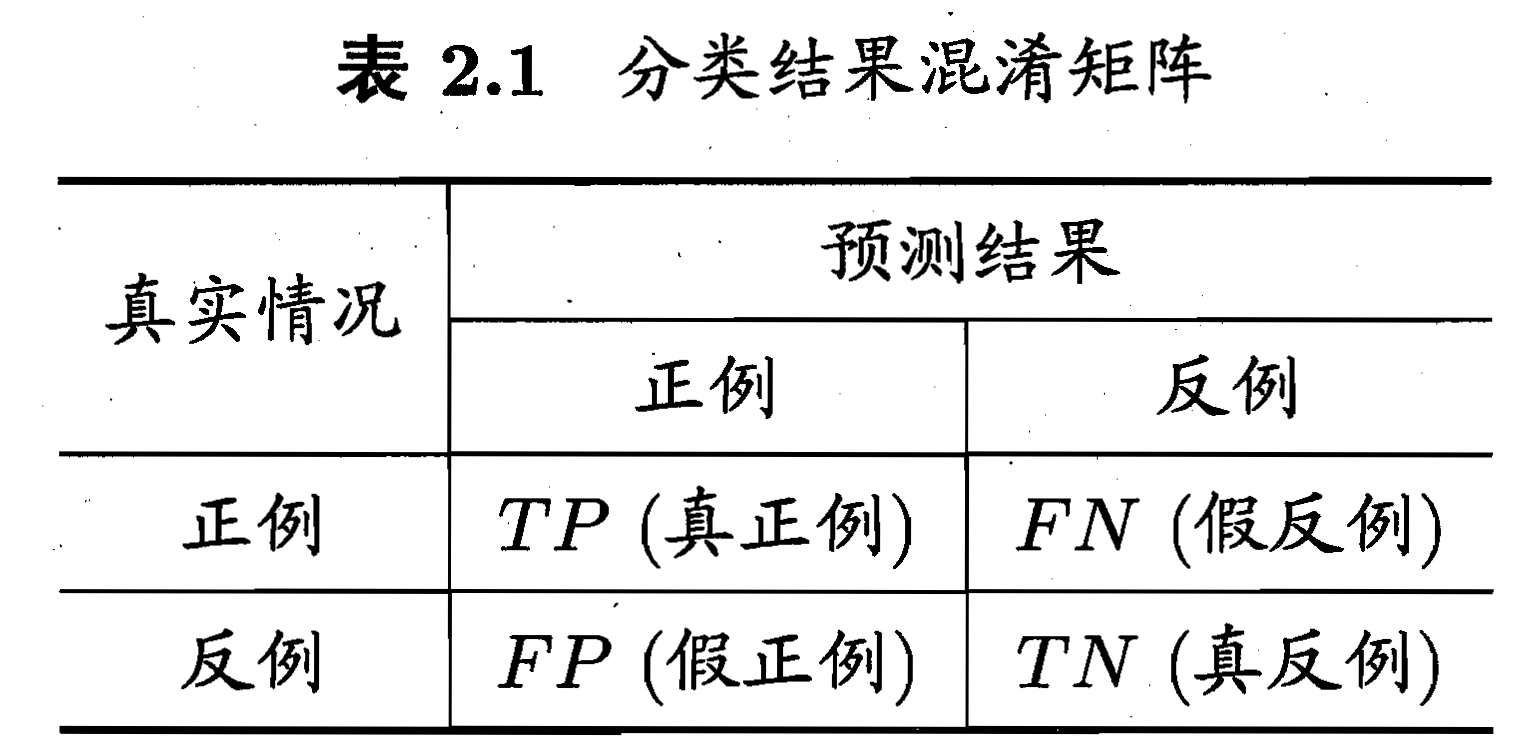 表 2.1 分类结果混淆矩阵
真实情况 预测结果
正例 反例
正例 TP (真正例) FN (假反例)
反例 FP (假正例) TN (真反例)